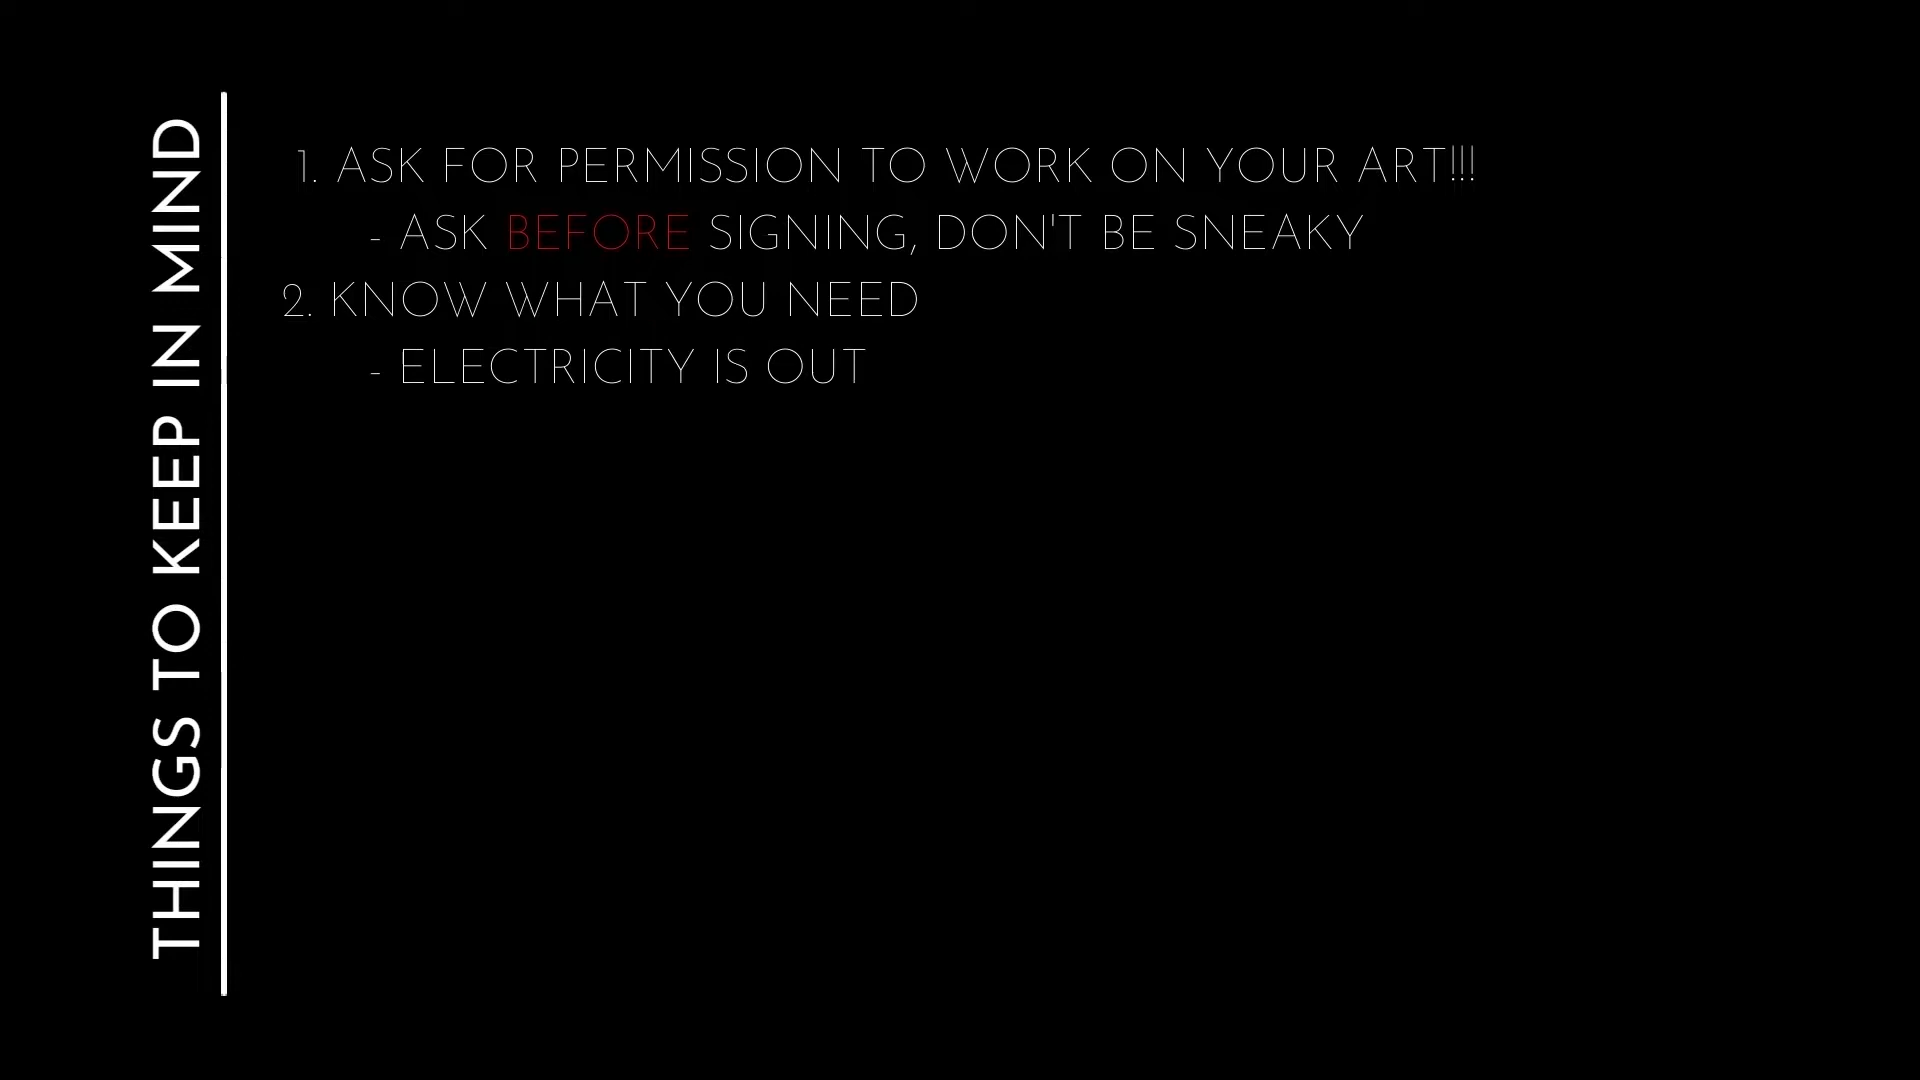 THINGS TO KEEP IN MIND
1. ASK FOR PERMISSION TO WORK ON YOUR ART!!!
- ASK BEFORE SIGNING, DON'T BE SNEAKY
2. KNOW WHAT YOU NEED
- ELECTRICITY IS OUT